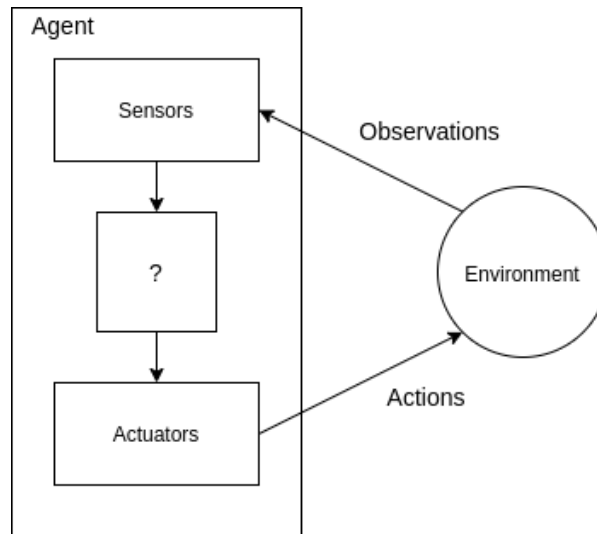 Agent
Sensors
Observations
?
Environment
Actions
Actuators